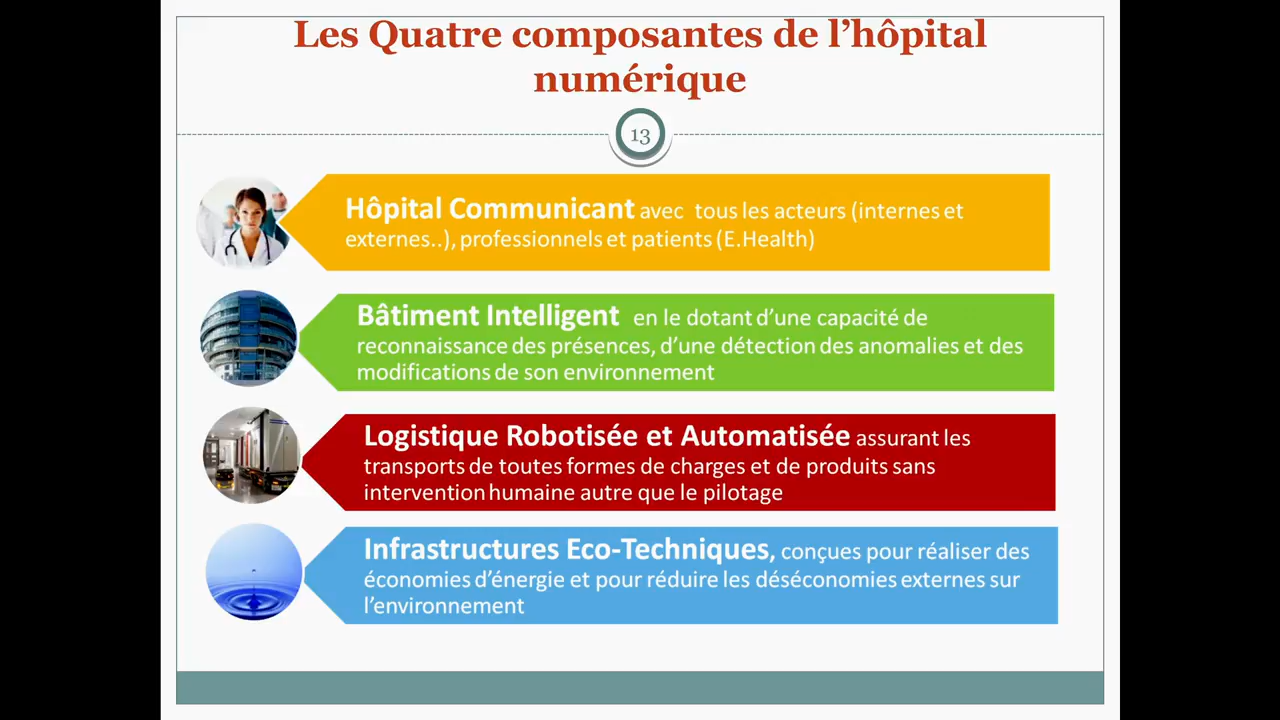 Les Quatre composantes de l’hôpital
numérique
13
Hôpital Communicant avec tous les acteurs (internes et
externes..), professionnels et patients (E.Health)
Bâtiment Intelligent en le dotant d’une capacité de
reconnaissance des présences, d’une détection des anomalies et des
modifications de son environnement
Logistique Robotisée et Automatisée assurant les
transports de toutes formes de charges et de produits sans
intervention humaine autre que le pilotage
Infrastructures Eco-Techniques, conçues pour réaliser des
économies d’énergie et pour réduire les déséconomies externes sur
l’environnement